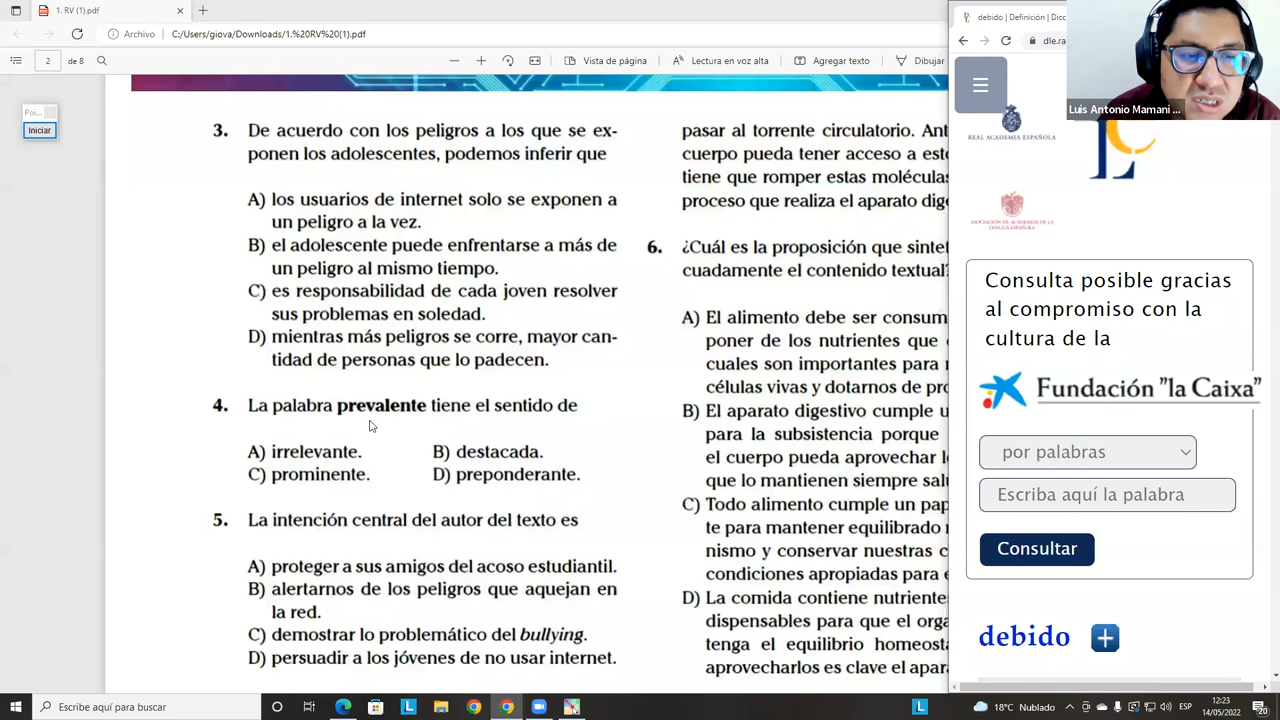 1. RV (1).pdf
Archivo
C:/Users/giova/Downloads/1.%20RV%20(1).pdf
2
de 8
Vista de página
Lectura en voz alta
Agregar texto
Dibujar
Poi...
Iniciar
3. De acuerdo con los peligros a los que se ex-
ponen los adolescentes, podemos inferir que
A) los usuarios de internet solo se exponen a
un peligro a la vez.
B) el adolescente puede enfrentarse a más de
un peligro al mismo tiempo.
C) es responsabilidad de cada joven resolver
sus problemas en soledad.
D) mientras más peligros se corre, mayor can-
tidad de personas que lo padecen.
4. La palabra prevalente tiene el sentido de
A) irrelevante. B) destacada.
C) prominente. D) preponderante.
5. La intención central del autor del texto es
A) proteger a sus amigos del acoso estudiantil.
B) alertarnos de los peligros que aquejan en
la red.
C) demostrar lo problemático del bullying.
D) persuadir a los jóvenes de no usar internet.
pasar al torrente circulatorio. Ant
cuerpo pueda tener acceso a esto
tiene que romper estas moléculas
proceso que realiza el aparato dige
6. ¿Cuál es la proposición que sintet
cuadamente el contenido textual?
A) El alimento debe ser consum
poner de los nutrientes que
cuales son importantes para
células vivas y dotarnos de pro
B) El aparato digestivo cumple u
para la subsistencia porque
el cuerpo pueda aprovechar l
que lo mantienen siempre salu
C) Todo alimento cumple un pap
te para mantener equilibrado
nismo y conservar nuestras c
condiciones apropiadas para e
D) La comida contiene nutrientes
dispensables para que el orga
tenga el equilibrio homeosta
aprovecharlos es clave el apara
debido | Definición | Dicc
dle.ra
Luis Antonio Mamani ...
REAL ACADEMIA ESPAÑOLA
ASOCIACIÓN DE ACADEMIAS DE LA
LENGUA ESPAÑOLA
Consulta posible gracias
al compromiso con la
cultura de la
Fundación "la Caixa"
por palabras
Escriba aquí la palabra
Consultar
debido
Escribe aquí para buscar
18°C Nublado
ESP
12:23
14/05/2022
20